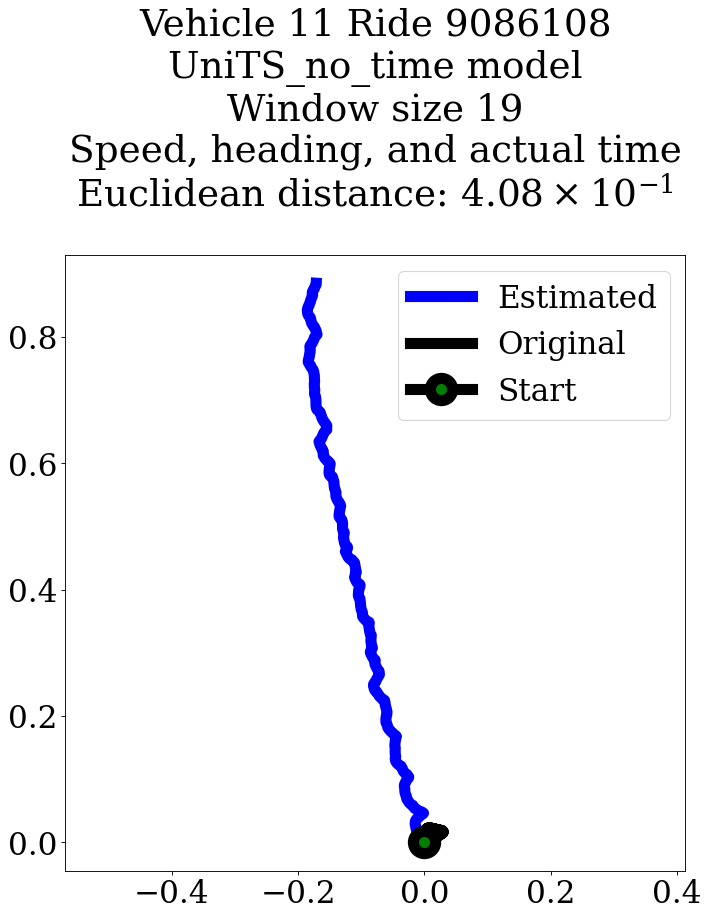 Vehicle 11 Ride 9086108
UniTS_no_time model
Window size 19
Speed, heading, and actual time
Euclidean distance: 4.08 × 10⁻¹
Estimated
Original
Start
0.8
0.6
0.4
0.2
0.0
−0.4 −0.2 0.0 0.2 0.4